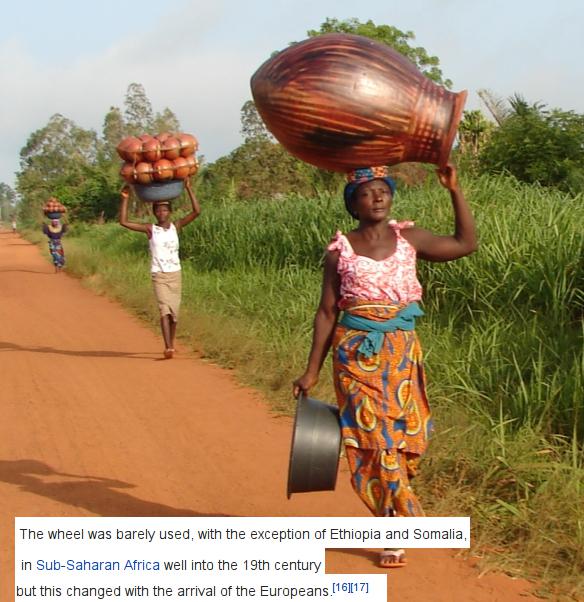 The wheel was barely used, with the exception of Ethiopia and Somalia,
in Sub-Saharan Africa well into the 19th century
but this changed with the arrival of the Europeans.[16][17]